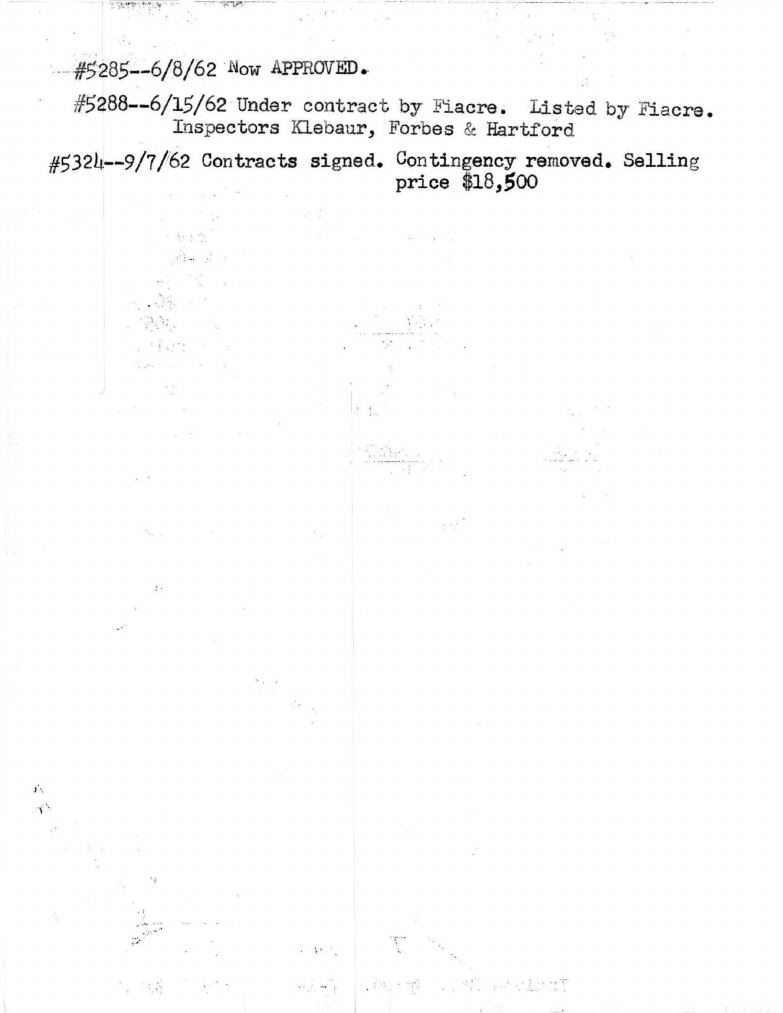 #5285--6/8/62 Now APPROVED.
#5288--6/15/62 Under contract by Fiacre. Listed by Fiacre.
Inspectors Klebaur, Forbes & Hartford
#5324--9/7/62 Contracts signed. Contingency removed. Selling
price $18,500